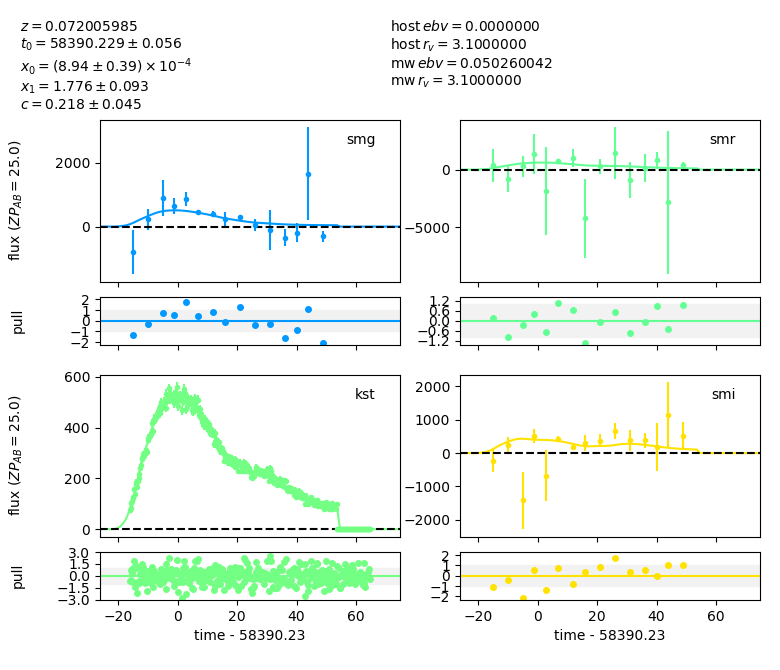 z = 0.072005985
t₀ = 58390.229 ± 0.056
x₀ = (8.94 ± 0.39) × 10⁻⁴
x₁ = 1.776 ± 0.093
c = 0.218 ± 0.045
host ebv = 0.0000000
host r_v = 3.1000000
mw ebv = 0.050260042
mw r_v = 3.1000000
flux (ZP_AB = 25.0)
2000
0
smg
0
−5000
smr
pull
2
1
0
−1
−2
1.2
0.6
0.0
−0.6
−1.2
flux (ZP_AB = 25.0)
600
400
200
0
kst
2000
1000
0
−1000
−2000
smi
pull
3.0
1.5
0.0
−1.5
−3.0
−20 0 20 40 60
time - 58390.23
2
1
0
−1
−2
−20 0 20 40 60
time - 58390.23